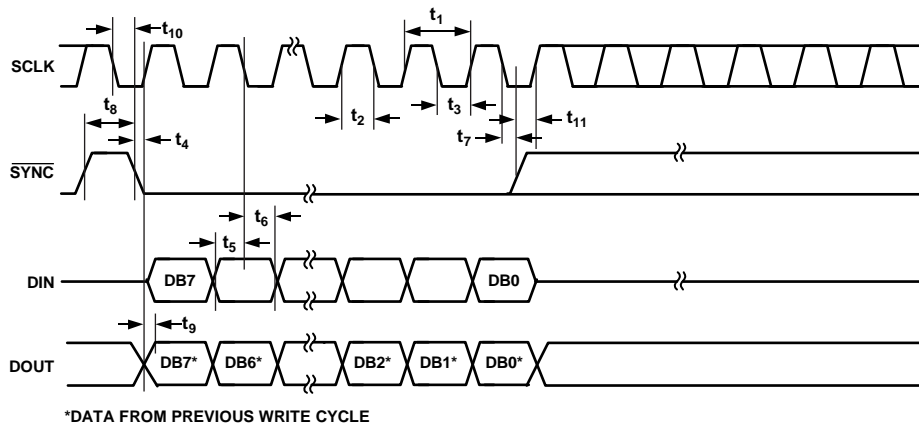 t1
t10
SCLK
t8
t2
t3
t11
t4
t7
SYNC
t6
t5
DIN
DB7
DB0
t9
DOUT
DB7*
DB6*
DB2*
DB1*
DB0*
*DATA FROM PREVIOUS WRITE CYCLE